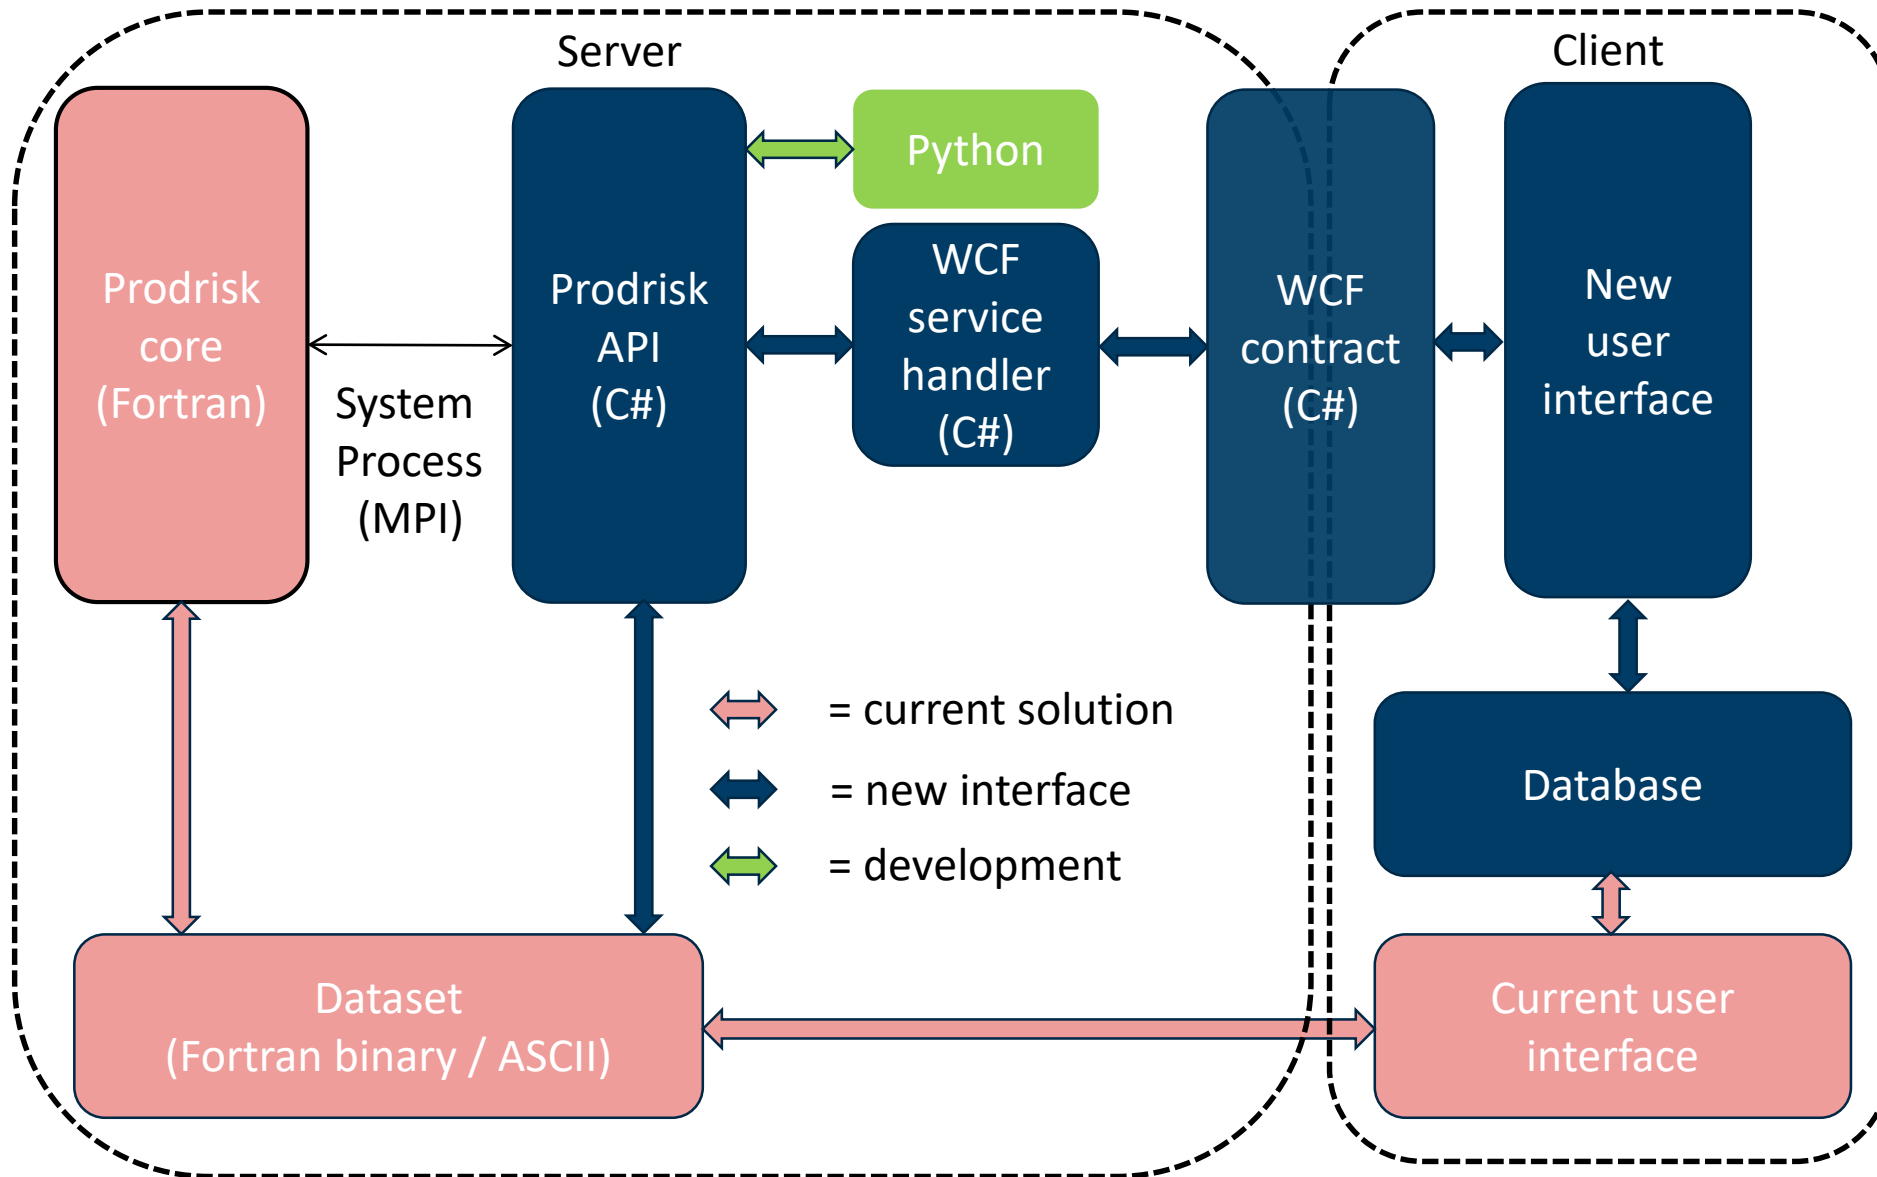 Server
Client
Prodrisk
core
(Fortran)
System
Process
(MPI)
Prodrisk
API
(C#)
Python
WCF
service
handler
(C#)
WCF
contract
(C#)
New
user
interface
= current solution
= new interface
= development
Database
Dataset
(Fortran binary / ASCII)
Current user
interface